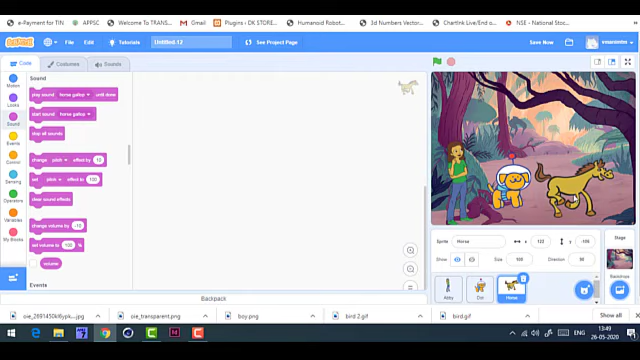 e-Payment for TIN APPSC Welcome to TRANS... Gmail Plugins - DK STORE... Humanoid Robot... 3d Numbers Vector... ChartInk Live/End o... NSE - National Stoc...
SCRATCH File Edit Tutorials Untitled-12 See Project Page Save Now
Code Costumes Sounds
Motion
Looks
Sound
Events
Control
Sensing
Operators
Variables
My Blocks
Sound
play sound horse gallop until done
start sound horse gallop
stop all sounds
change pitch effect by 10
set pitch effect to 100
clear sound effects
change volume by -10
set volume to 100 %
volume
Events
Backpack
Sprite Horse x 122 y
Show Size 100 Direction 90
Abby Dot Horse
Stage
Backdrops
oie_transparent.png boy.png bird 2.gif bird.gif Show all
ENG 13:49
26-05-2020